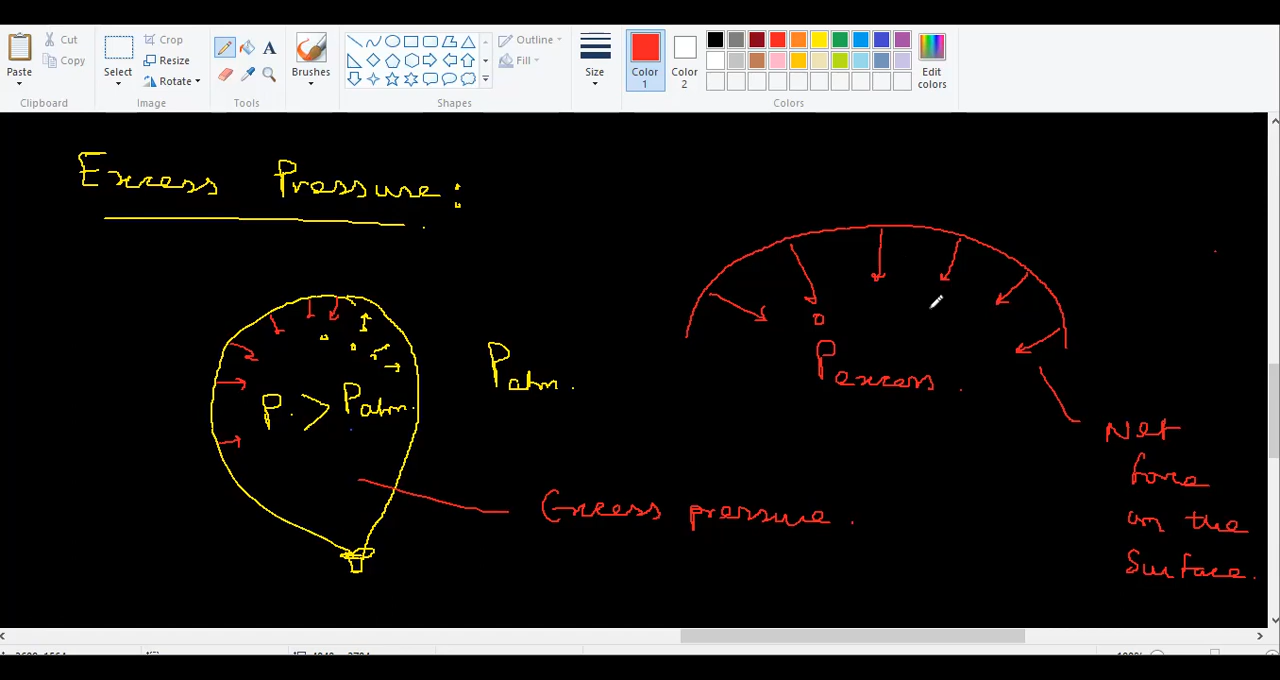 Cut
Copy
Paste
Clipboard
Crop
Resize
Rotate
Select
Image
A
Tools
Brushes
Outline
Fill
Shapes
Size
Color 1
Color 2
Edit colors
Colors
Excess Pressure:
P > Patm.
Patm.
Pexcess.
Excess pressure.
Net
force
on the
Surface.